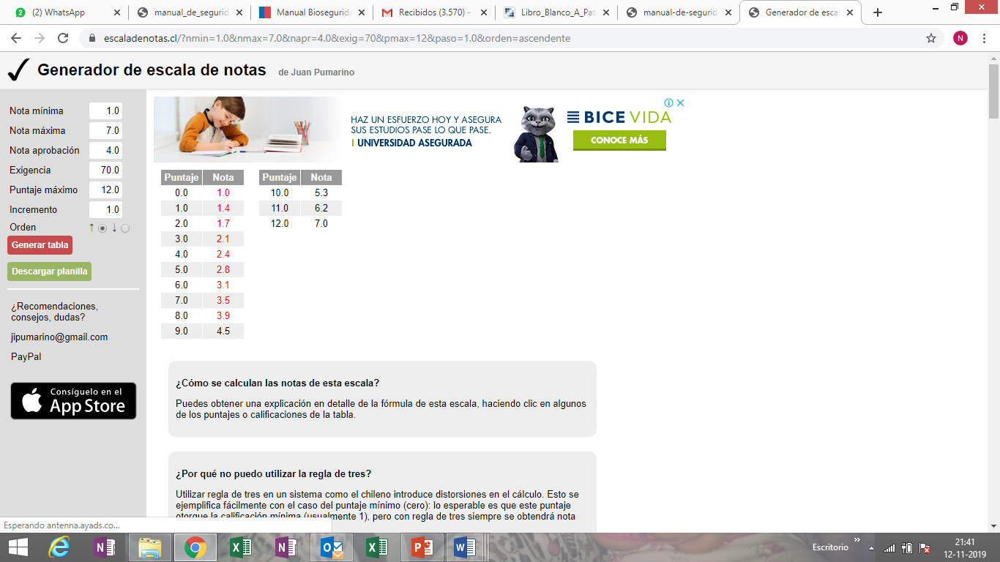 (2) WhatsApp
manual_de_segurid
Manual Bioseguridad
Recibidos (3.570) -
Libro_Blanco_A_Pat
manual-de-segurid
Generador de escal
N
escaladenotas.cl/?nmin=1.0&nmax=7.0&napr=4.0&exig=70&pmax=12&paso=1.0&orden=ascendente
N
Generador de escala de notas de Juan Pumarino
Nota mínima 1.0
Nota máxima 7.0
Nota aprobación 4.0
Exigencia 70.0
Puntaje máximo 12.0
Incremento 1.0
Orden ↑ ↓
Generar tabla
Descargar planilla
¿Recomendaciones,
consejos, dudas?
jipumarino@gmail.com
PayPal
Consíguelo en el
App Store
HAZ UN ESFUERZO HOY Y ASEGURA
SUS ESTUDIOS PASE LO QUE PASE.
UNIVERSIDAD ASEGURADA
BICE VIDA
CONOCE MÁS
Puntaje Nota
0.0 1.0
1.0 1.4
2.0 1.7
3.0 2.1
4.0 2.4
5.0 2.8
6.0 3.1
7.0 3.5
8.0 3.9
9.0 4.5
Puntaje Nota
10.0 5.3
11.0 6.2
12.0 7.0
¿Cómo se calculan las notas de esta escala?
Puedes obtener una explicación en detalle de la fórmula de esta escala, haciendo clic en algunos
de los puntajes o calificaciones de la tabla.
¿Por qué no puedo utilizar la regla de tres?
Utilizar regla de tres en un sistema como el chileno introduce distorsiones en el cálculo. Esto se
ejemplifica fácilmente con el caso del puntaje mínimo (cero): lo esperable es que este puntaje
otorgue la calificación mínima (usualmente 1), pero con regla de tres siempre se obtendrá nota
Esperando antenna.ayads.co...
Escritorio
21:41
12-11-2019